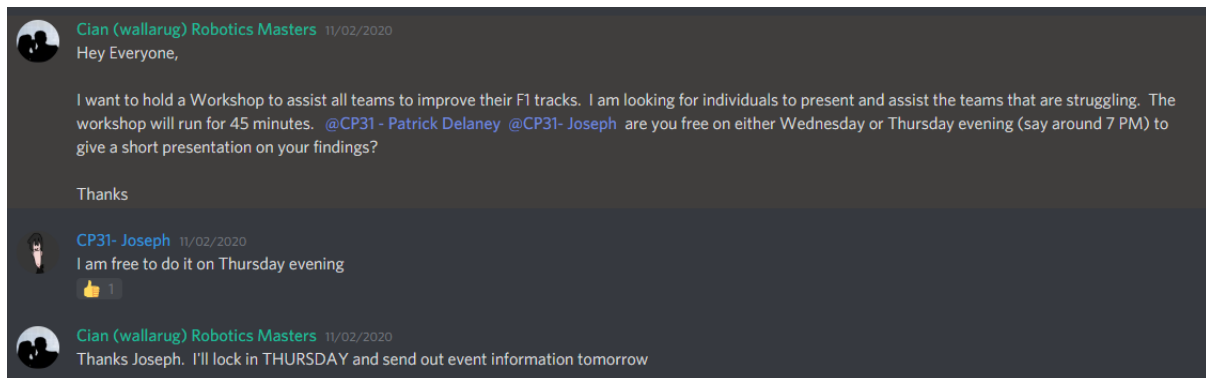 Cian (wallarug) Robotics Masters 11/02/2020
Hey Everyone,
I want to hold a Workshop to assist all teams to improve their F1 tracks.  I am looking for individuals to present and assist the teams that are struggling.  The
workshop will run for 45 minutes.  @CP31 - Patrick Delaney @CP31- Joseph are you free on either Wednesday or Thursday evening (say around 7 PM) to
give a short presentation on your findings?
Thanks
CP31- Joseph 11/02/2020
I am free to do it on Thursday evening
👍 1
Cian (wallarug) Robotics Masters 11/02/2020
Thanks Joseph.  I'll lock in THURSDAY and send out event information tomorrow